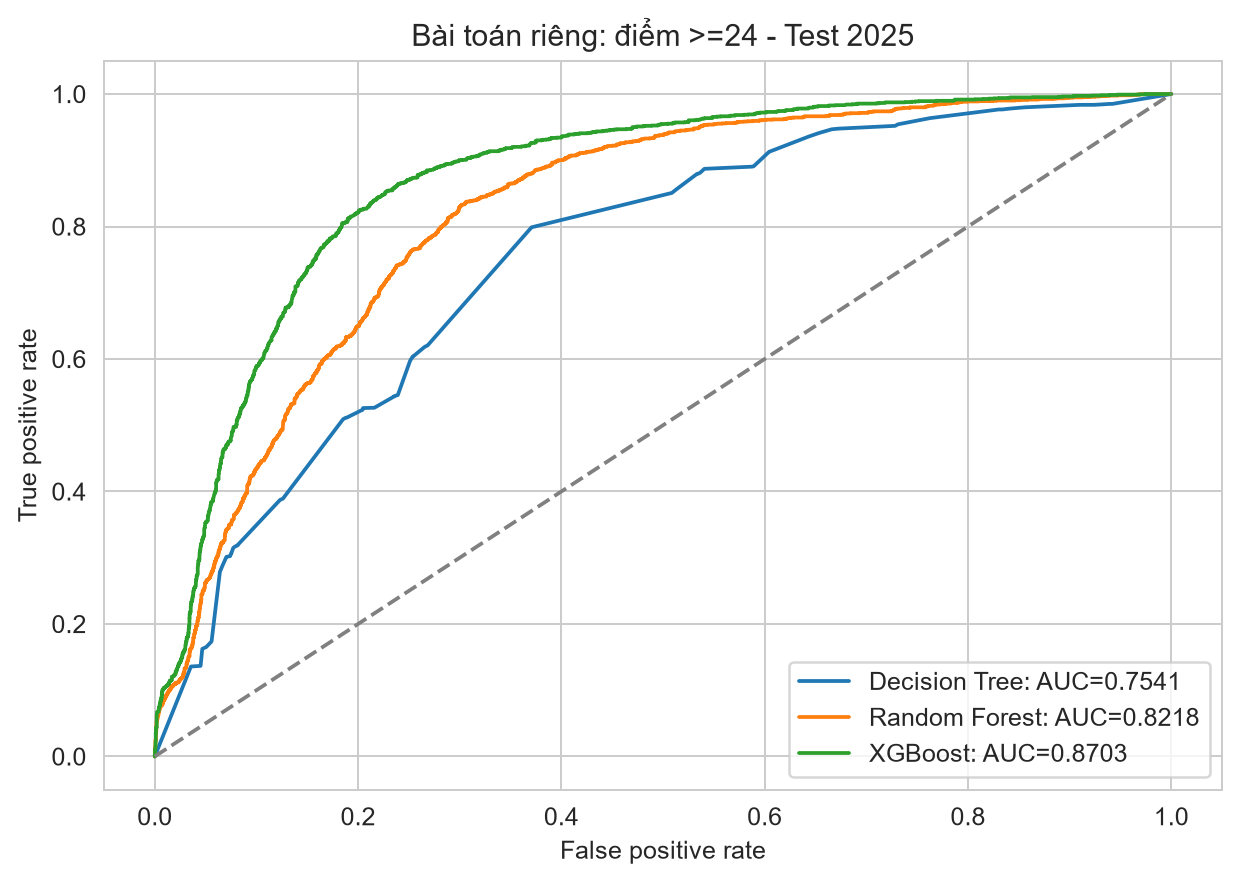 Bài toán riêng: điểm >=24 - Test 2025
True positive rate
1.0
0.8
0.6
0.4
0.2
0.0
0.0 0.2 0.4 0.6 0.8 1.0
False positive rate
Decision Tree: AUC=0.7541
Random Forest: AUC=0.8218
XGBoost: AUC=0.8703